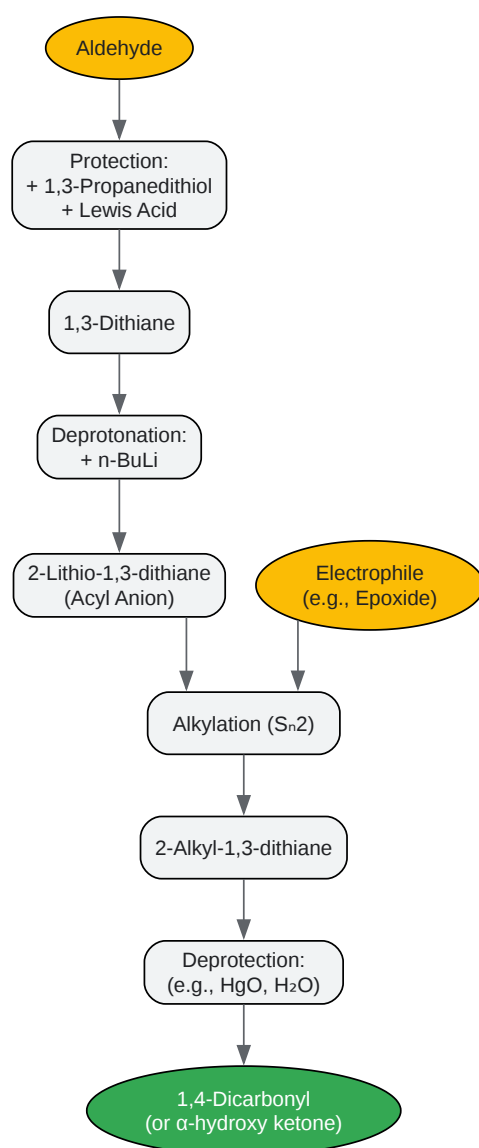 Aldehyde
Protection:
+ 1,3-Propanedithiol
+ Lewis Acid
1,3-Dithiane
Deprotonation:
+ n-BuLi
2-Lithio-1,3-dithiane
(Acyl Anion)
Electrophile
(e.g., Epoxide)
Alkylation (Sₙ2)
2-Alkyl-1,3-dithiane
Deprotection:
(e.g., HgO, H₂O)
1,4-Dicarbonyl
(or α-hydroxy ketone)